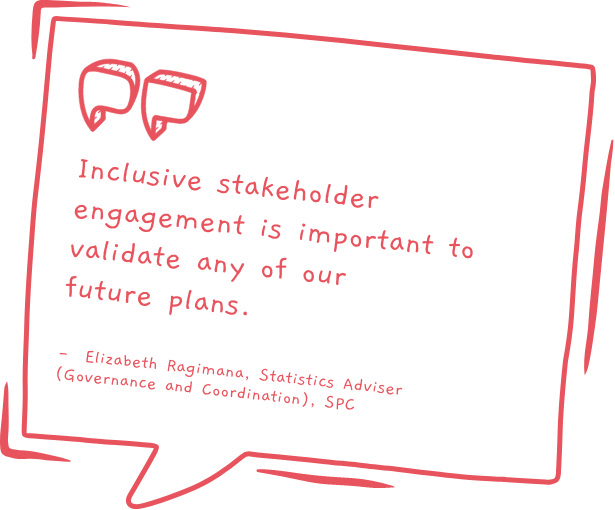 Inclusive stakeholder
engagement is important to
validate any of our
future plans.
- Elizabeth Ragimana, Statistics Adviser
(Governance and Coordination), SPC